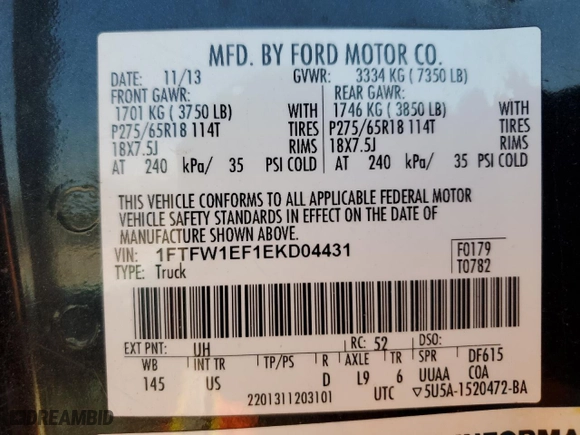 MFD. BY FORD MOTOR CO.
DATE: 11/13 GVWR: 3334 KG ( 7350 LB)
FRONT GAWR: REAR GAWR:
1701 KG ( 3750 LB) WITH 1746 KG ( 3850 LB) WITH
P275/65R18 114T TIRES P275/65R18 114T TIRES
18X7.5J RIMS 18X7.5J RIMS
AT 240 kPa/ 35 PSI COLD AT 240 kPa/ 35 PSI COLD
THIS VEHICLE CONFORMS TO ALL APPLICABLE FEDERAL MOTOR
VEHICLE SAFETY STANDARDS IN EFFECT ON THE DATE OF
MANUFACTURE SHOWN ABOVE.
VIN: 1FTFW1EF1EKD04431 F0179
TYPE: Truck T0782
EXT PNT: UH RC: 52 DSO:
WB INT TR TP/PS R AXLE TR SPR DF615
145 US D L9 6 UUAA COA
2201311203101 UTC ▽5U5A-1520472-BA
DREAMBID
INFORMA